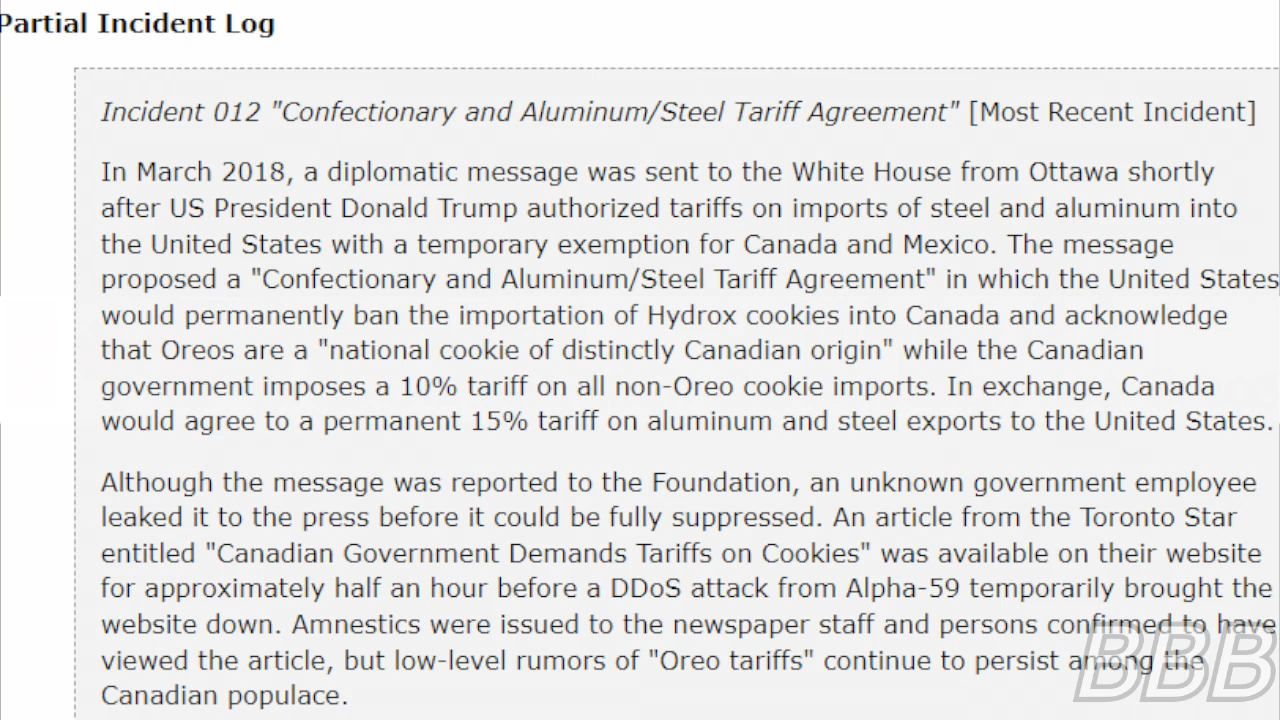 Partial Incident Log
Incident 012 "Confectionary and Aluminum/Steel Tariff Agreement" [Most Recent Incident]
In March 2018, a diplomatic message was sent to the White House from Ottawa shortly
after US President Donald Trump authorized tariffs on imports of steel and aluminum into
the United States with a temporary exemption for Canada and Mexico. The message
proposed a "Confectionary and Aluminum/Steel Tariff Agreement" in which the United States
would permanently ban the importation of Hydrox cookies into Canada and acknowledge
that Oreos are a "national cookie of distinctly Canadian origin" while the Canadian
government imposes a 10% tariff on all non-Oreo cookie imports. In exchange, Canada
would agree to a permanent 15% tariff on aluminum and steel exports to the United States.
Although the message was reported to the Foundation, an unknown government employee
leaked it to the press before it could be fully suppressed. An article from the Toronto Star
entitled "Canadian Government Demands Tariffs on Cookies" was available on their website
for approximately half an hour before a DDoS attack from Alpha-59 temporarily brought the
website down. Amnestics were issued to the newspaper staff and persons confirmed to have
viewed the article, but low-level rumors of "Oreo tariffs" continue to persist among the
Canadian populace.
BBB